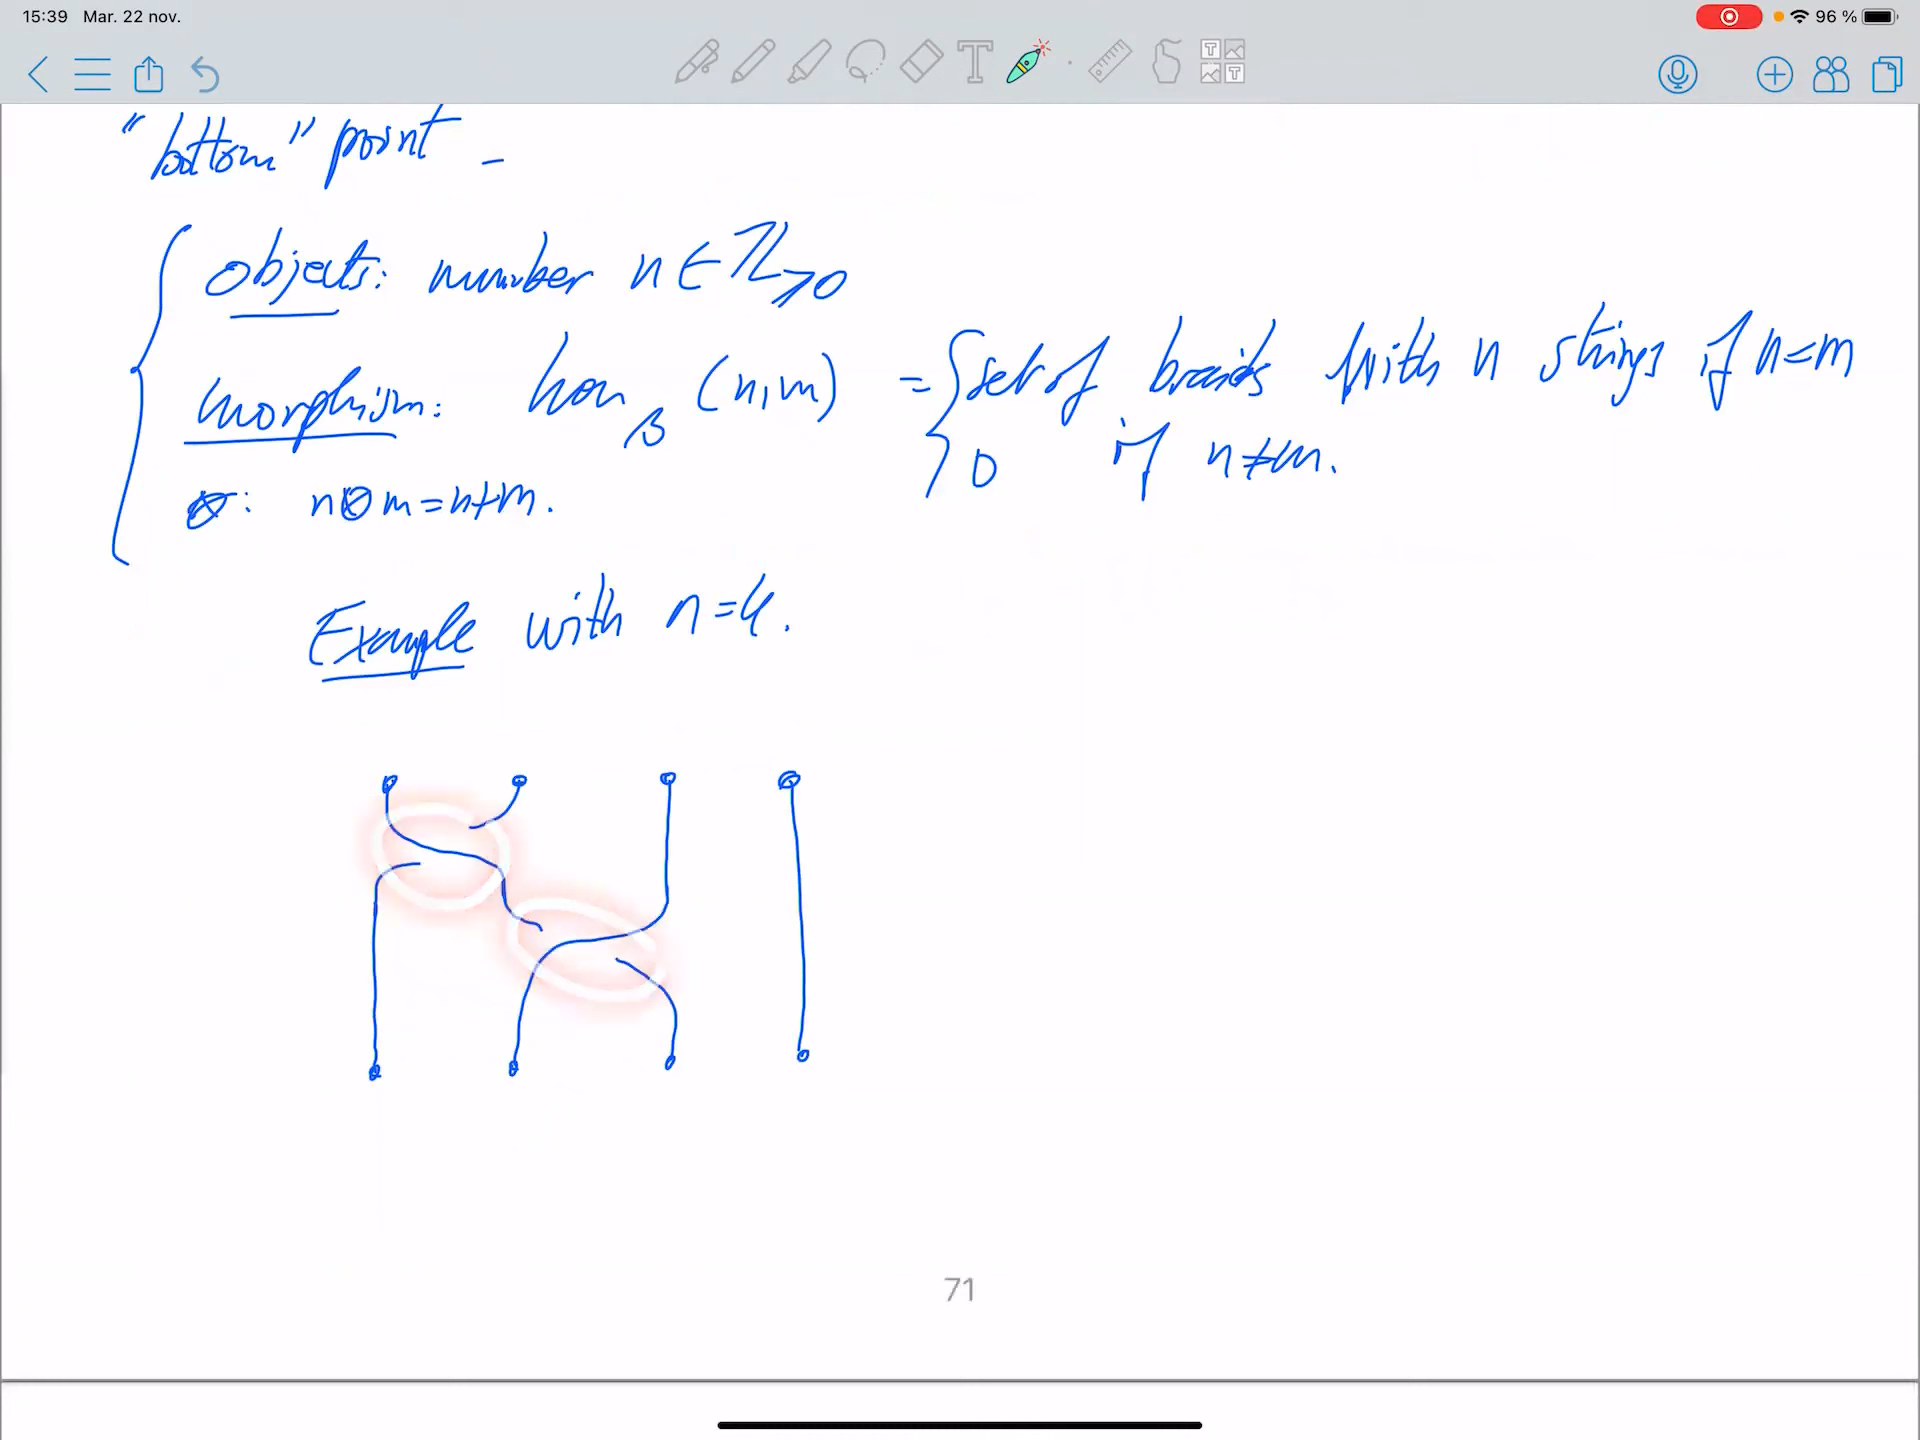 15:39 Mar. 22 nov. 96 %
"bottom" point -
objects: number n ∈ ℤ>0
morphism: hom_B (n,m) = { set of braids with n strings if n=m
0 if n≠m.
⊗: n⊗m=n+m.
Example with n=4.
71